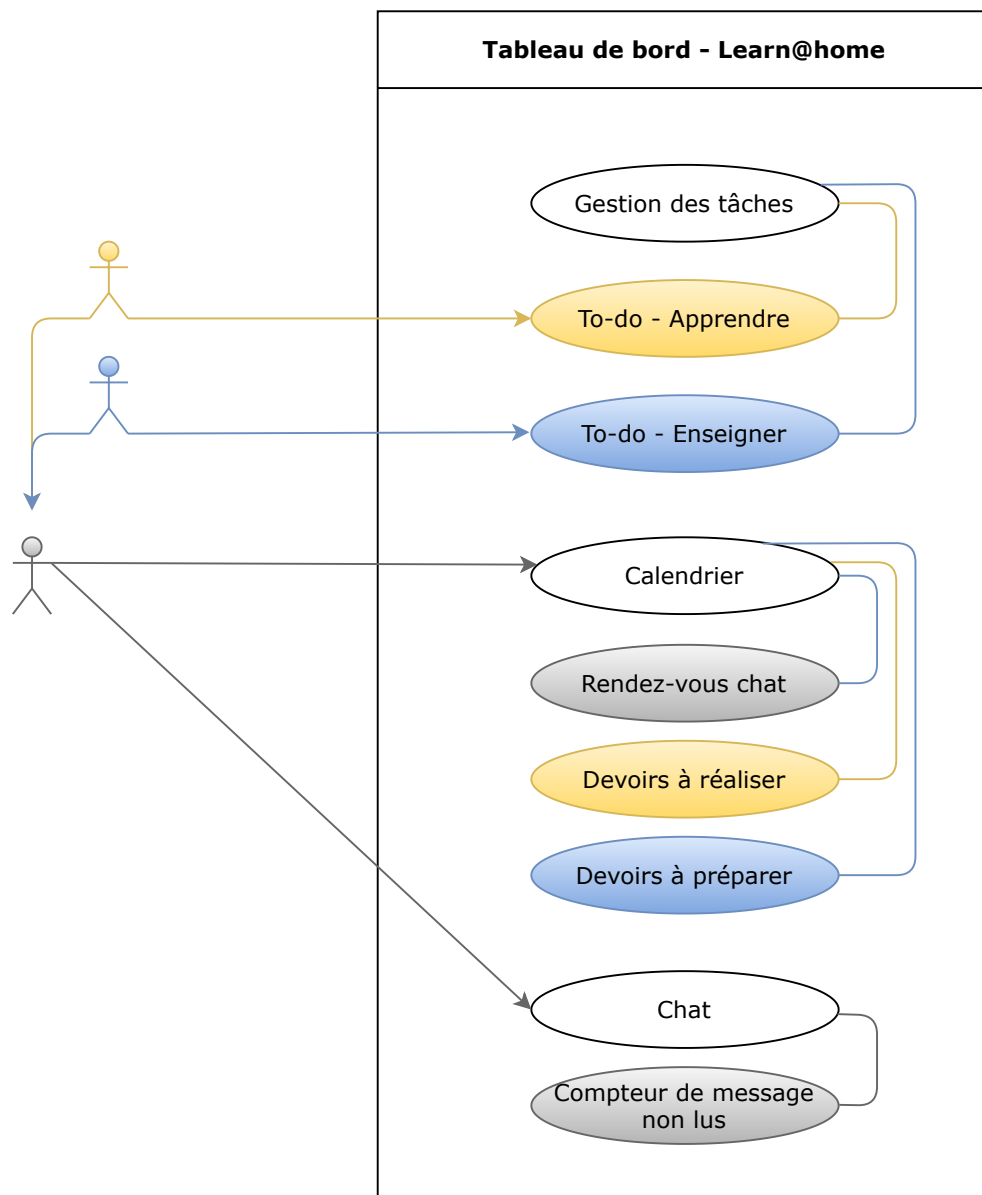 Tableau de bord - Learn@home
Gestion des tâches
To-do - Apprendre
To-do - Enseigner
Calendrier
Rendez-vous chat
Devoirs à réaliser
Devoirs à préparer
Chat
Compteur de message
non lus